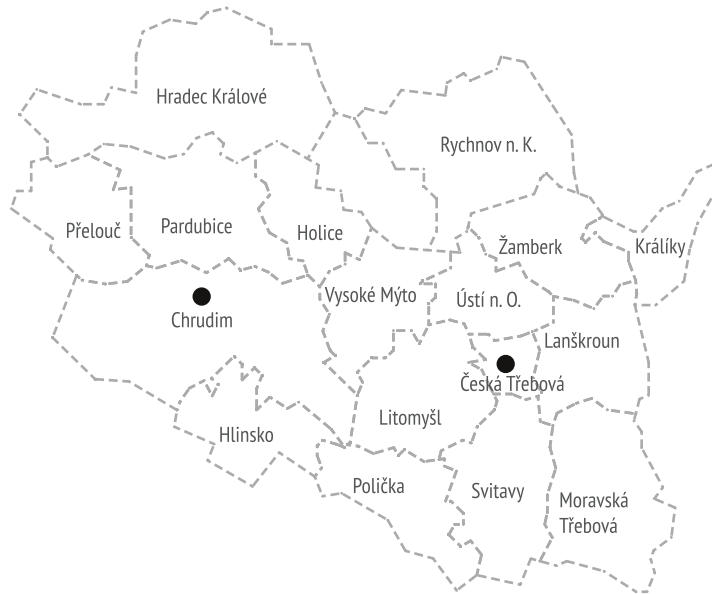 Hradec Králové
Rychnov n. K.
Přelouč
Pardubice
Holice
Žamberk
Králíky
Vysoké Mýto
Ústí n. O.
Chrudim
Lanškroun
Česká Třebová
Litomyšl
Hlinsko
Polička
Svitavy
Moravská
Třebová